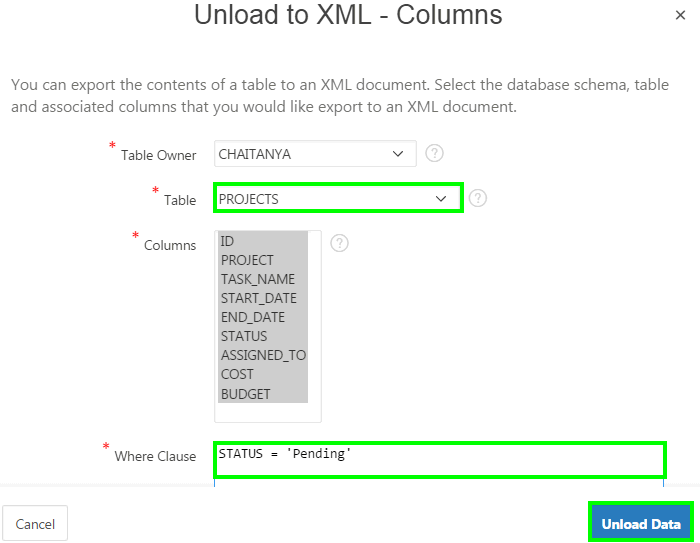 Unload to XML - Columns
You can export the contents of a table to an XML document. Select the database schema, table
and associated columns that you would like export to an XML document.
* Table Owner CHAITANYA ?
* Table PROJECTS ?
* Columns ?
ID
PROJECT
TASK_NAME
START_DATE
END_DATE
STATUS
ASSIGNED_TO
COST
BUDGET
* Where Clause STATUS = 'Pending'
Cancel Unload Data